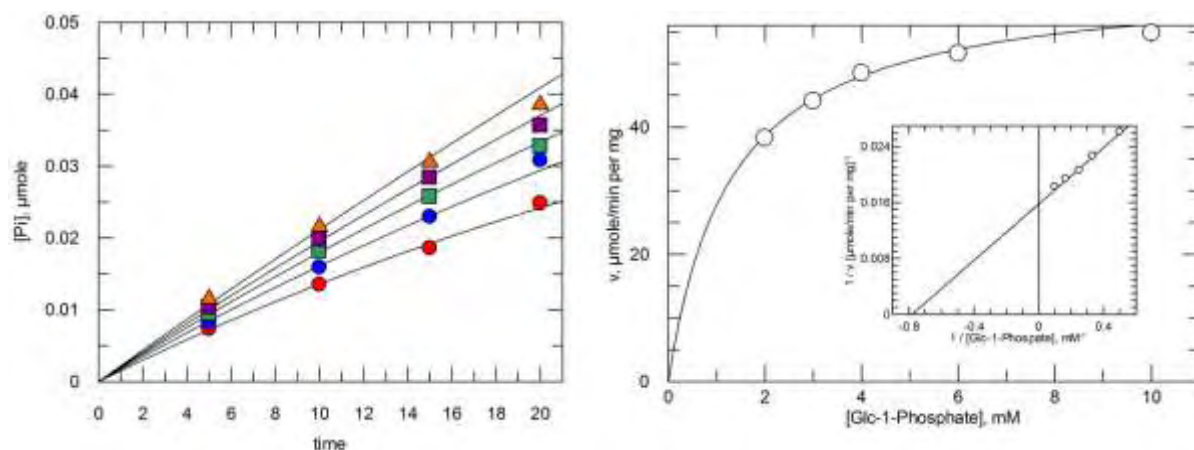 0.05
0.04
0.03
0.02
0.01
0
[Pi], µmole
0 2 4 6 8 10 12 14 16 18 20
time
40
20
0
v, µmole/min per mg
0 2 4 6 8 10
[Glc-1-Phosphate], mM
0.024
0.016
0.008
0
1 / v [µmole/min per mg]⁻¹
-0.8 -0.4 0 0.4
1 / [Glc-1-Phospate], mM⁻¹